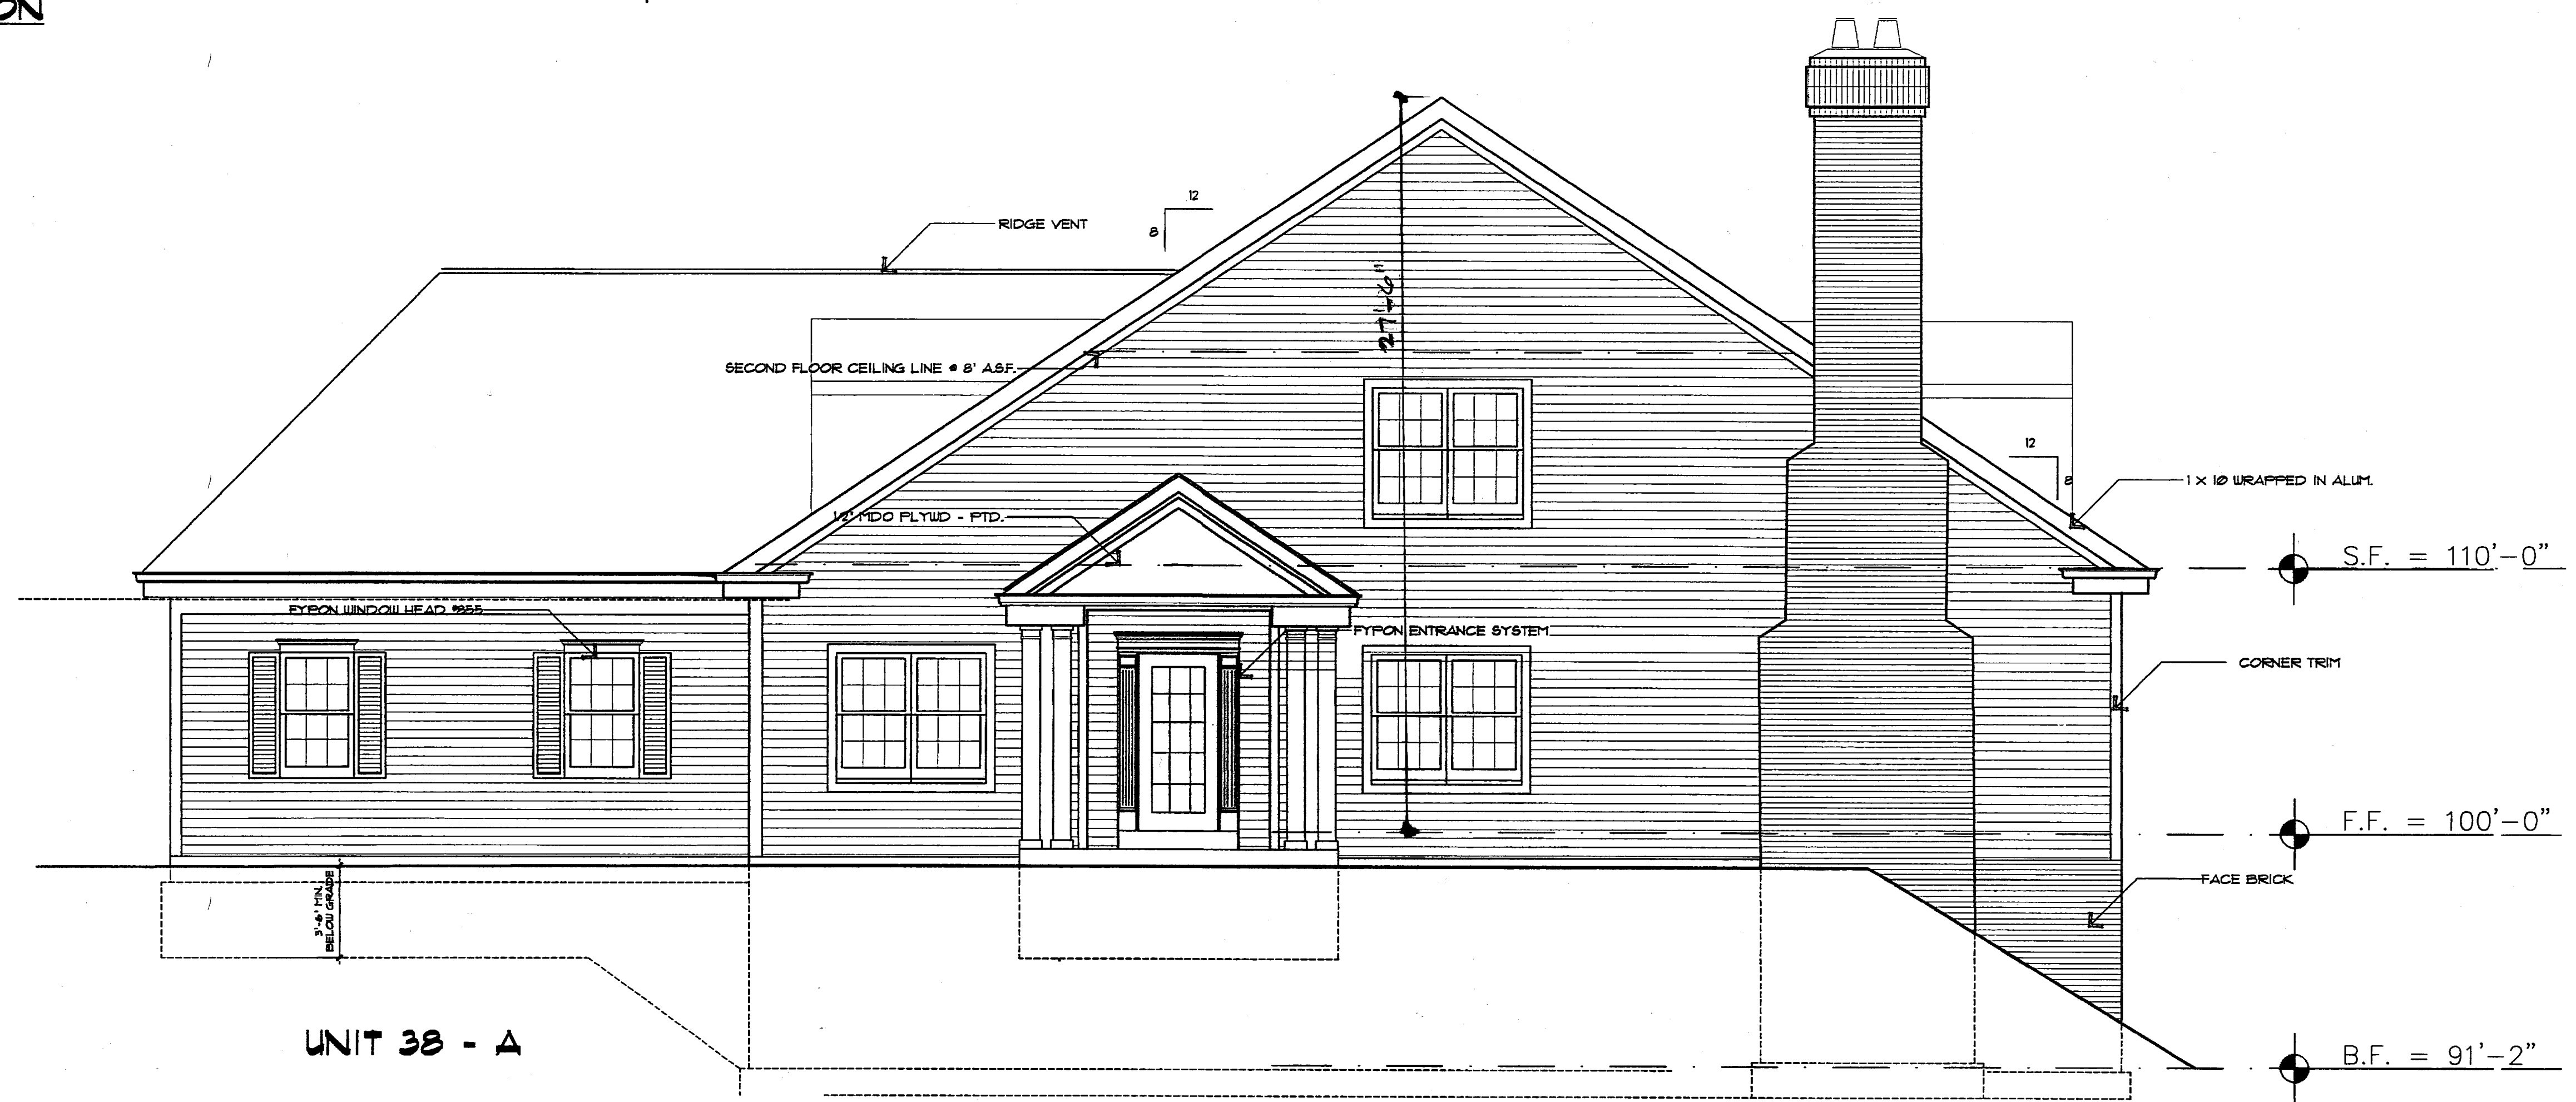 ON
12
8
RIDGE VENT
27'-6"
SECOND FLOOR CEILING LINE @ 8' A.S.F.
12
8
1 X 10 WRAPPED IN ALUM.
1/2" MDO PLYWD - PTD.
S.F. = 110'-0"
FYPON WINDOW HEAD #855
FYPON ENTRANCE SYSTEM
CORNER TRIM
F.F. = 100'-0"
FACE BRICK
3'-6" MIN.
BELOW GRADE
UNIT 38 - A
B.F. = 91'-2"